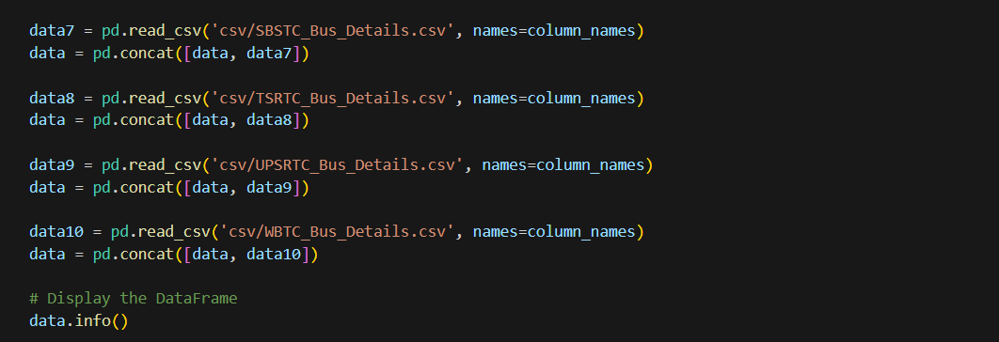 data7 = pd.read_csv('csv/SBSTC_Bus_Details.csv', names=column_names)
data = pd.concat([data, data7])
data8 = pd.read_csv('csv/TSRTC_Bus_Details.csv', names=column_names)
data = pd.concat([data, data8])
data9 = pd.read_csv('csv/UPSRTC_Bus_Details.csv', names=column_names)
data = pd.concat([data, data9])
data10 = pd.read_csv('csv/WBTC_Bus_Details.csv', names=column_names)
data = pd.concat([data, data10])
# Display the DataFrame
data.info()